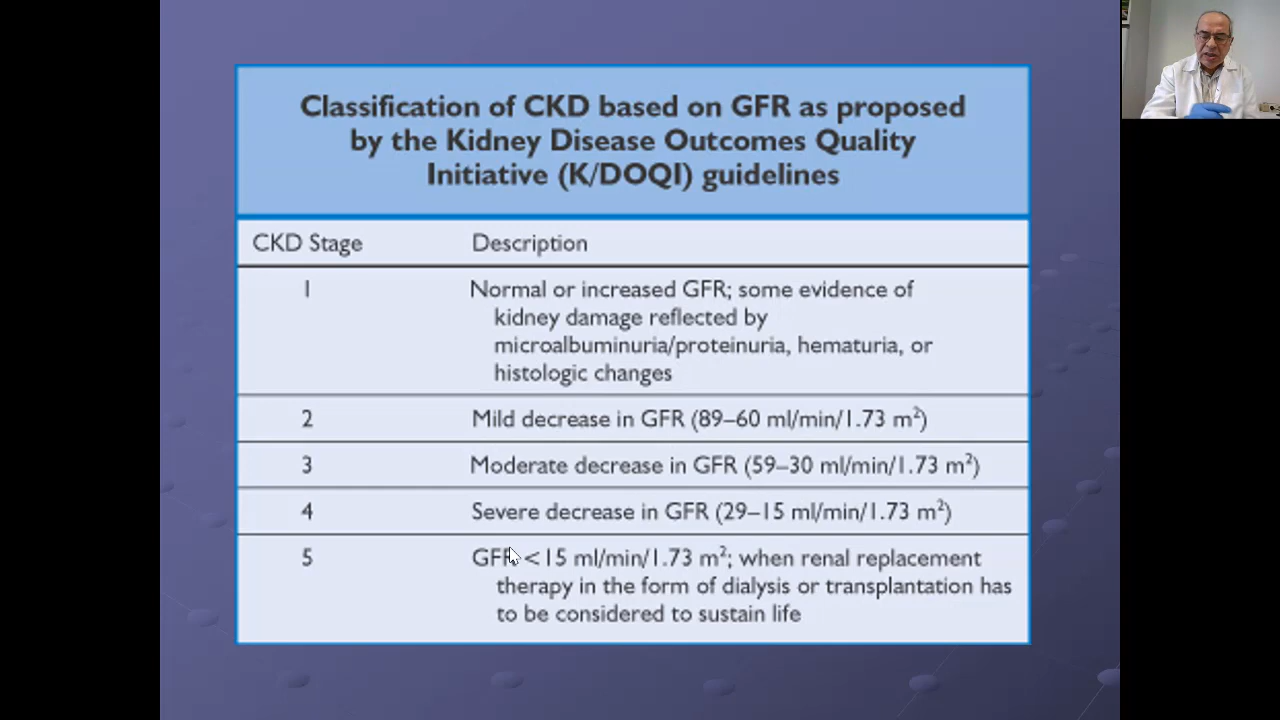 Classification of CKD based on GFR as proposed
by the Kidney Disease Outcomes Quality
Initiative (K/DOQI) guidelines
CKD Stage Description
1 Normal or increased GFR; some evidence of
kidney damage reflected by
microalbuminuria/proteinuria, hematuria, or
histologic changes
2 Mild decrease in GFR (89–60 ml/min/1.73 m²)
3 Moderate decrease in GFR (59–30 ml/min/1.73 m²)
4 Severe decrease in GFR (29–15 ml/min/1.73 m²)
5 GFR <15 ml/min/1.73 m²; when renal replacement
therapy in the form of dialysis or transplantation has
to be considered to sustain life